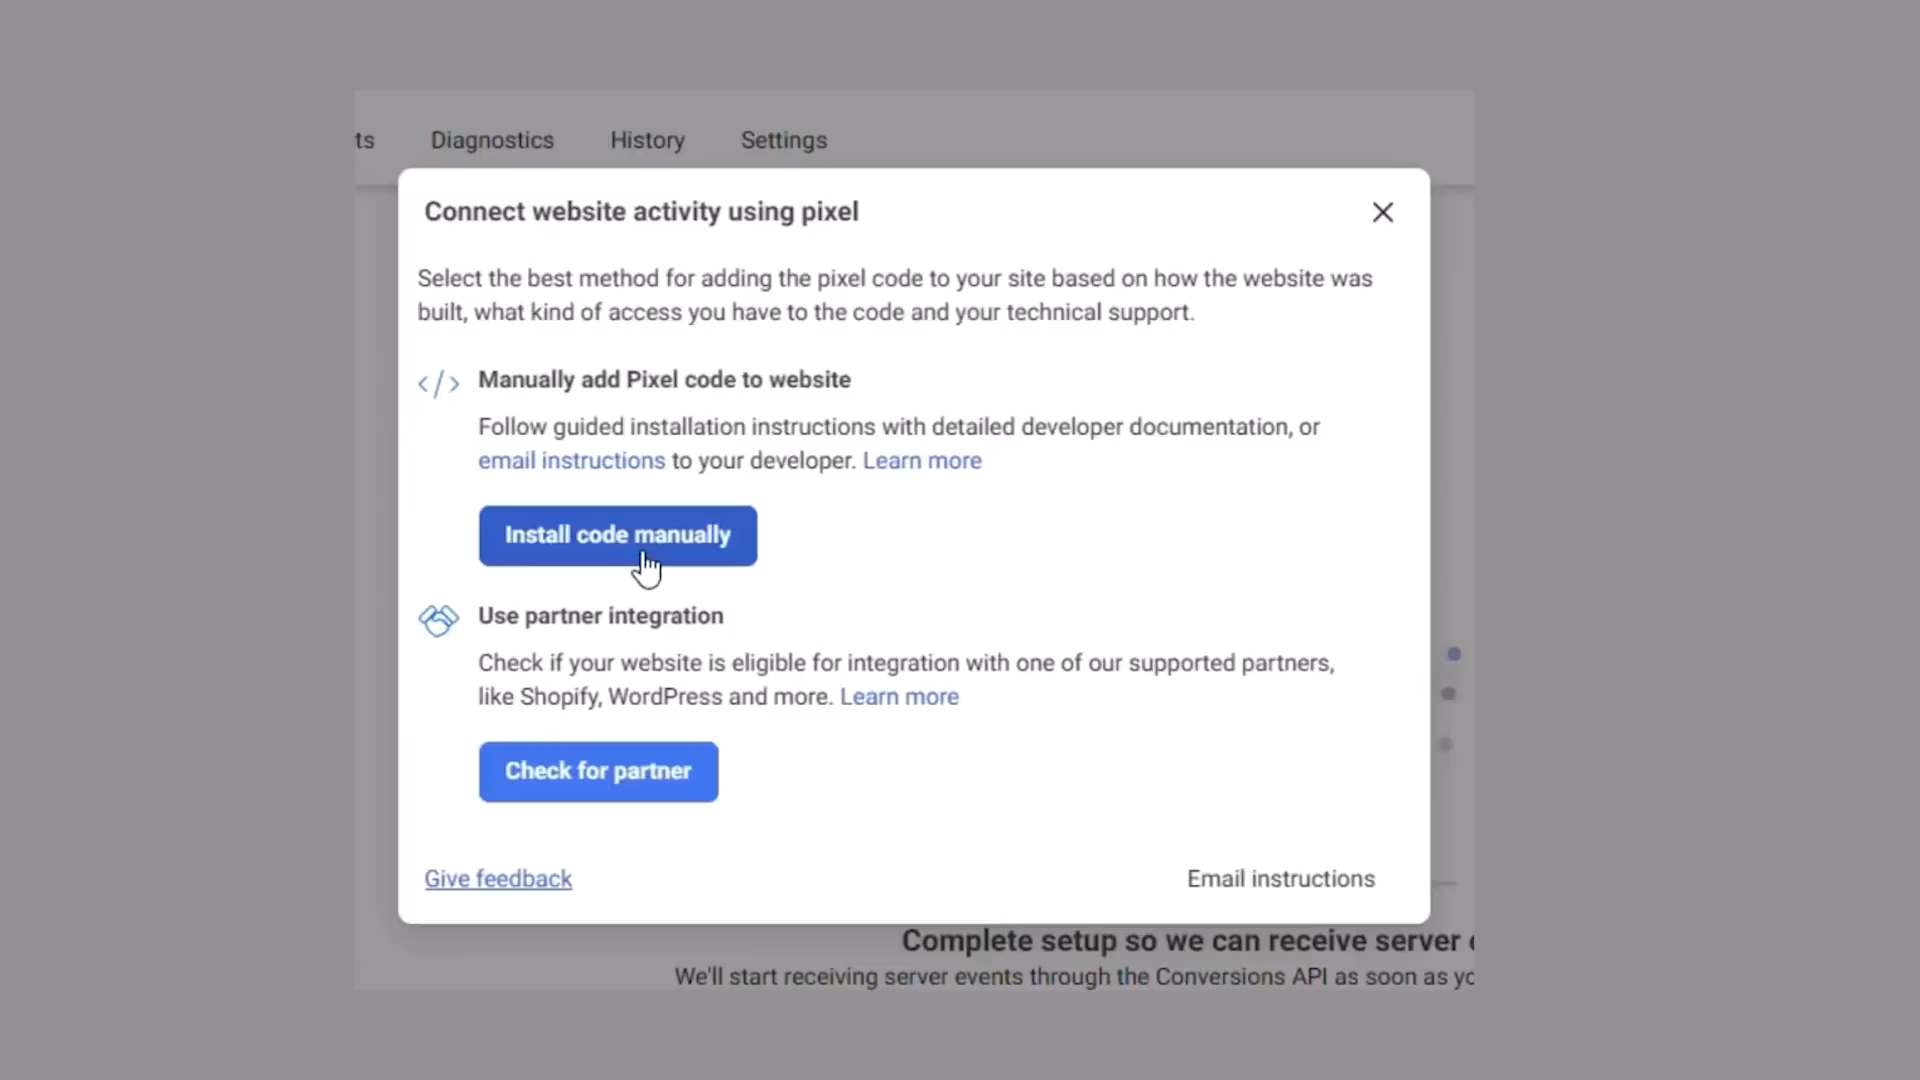 ts Diagnostics History Settings
Connect website activity using pixel
Select the best method for adding the pixel code to your site based on how the website was
built, what kind of access you have to the code and your technical support.
Manually add Pixel code to website
Follow guided installation instructions with detailed developer documentation, or
email instructions to your developer. Learn more
Install code manually
Use partner integration
Check if your website is eligible for integration with one of our supported partners,
like Shopify, WordPress and more. Learn more
Check for partner
Give feedback Email instructions
Complete setup so we can receive server
We'll start receiving server events through the Conversions API as soon as yo